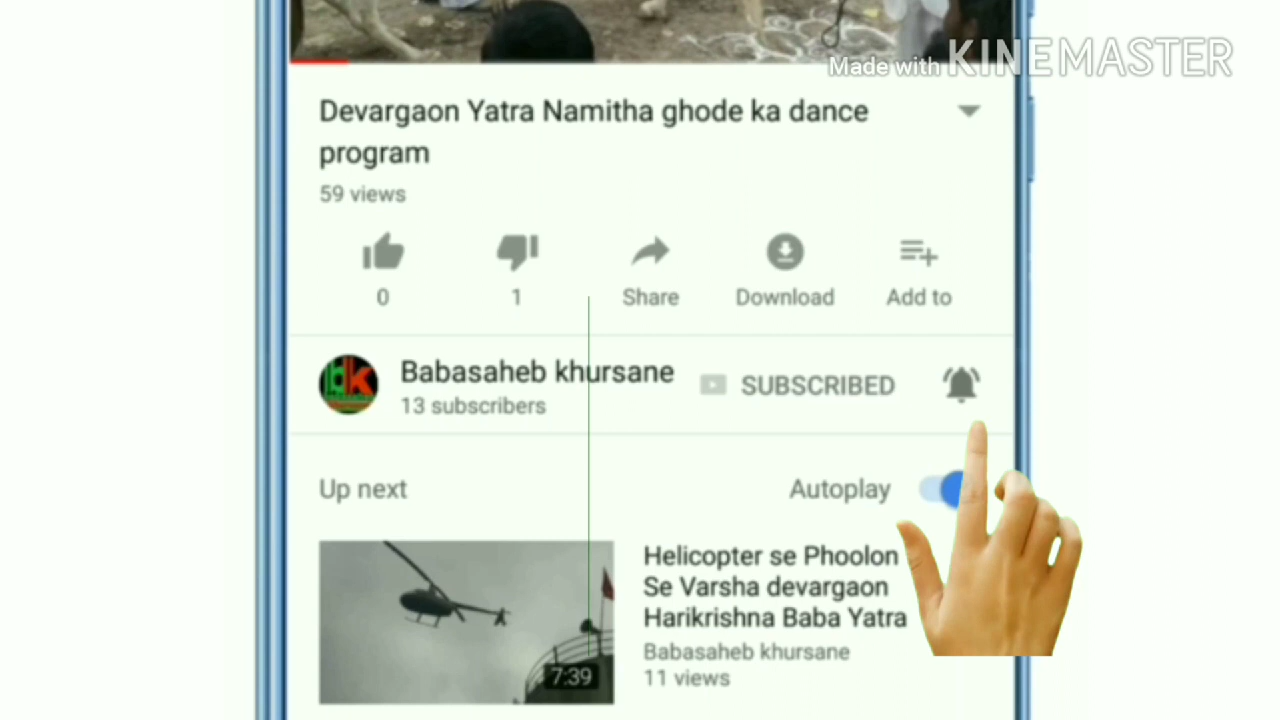 Made with KINEMASTER
Devargaon Yatra Namitha ghode ka dance
program
59 views
0
1
Share
Download
Add to
bk
Babasaheb khursane
13 subscribers
SUBSCRIBED
Up next
Autoplay
7:39
Helicopter se Phoolon
Se Varsha devargaon
Harikrishna Baba Yatra
Babasaheb khursane
11 views